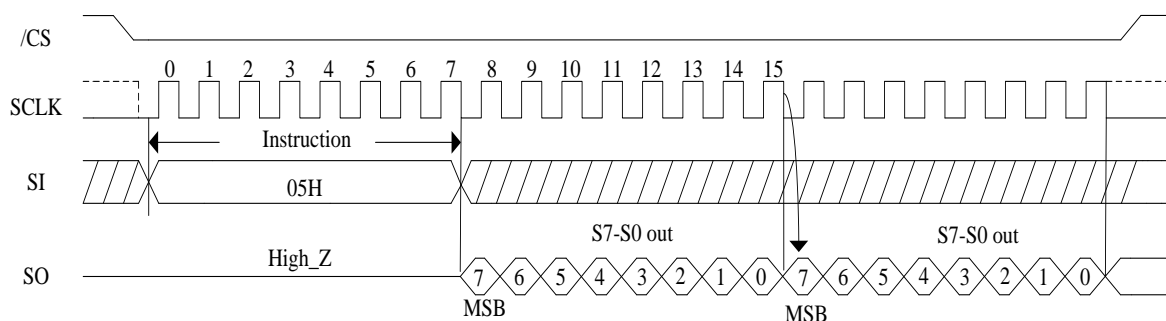 /CS
0 1 2 3 4 5 6 7 8 9 10 11 12 13 14 15
SCLK
Instruction
SI
05H
S7-S0 out S7-S0 out
High_Z
SO
7 6 5 4 3 2 1 0 7 6 5 4 3 2 1 0
MSB MSB